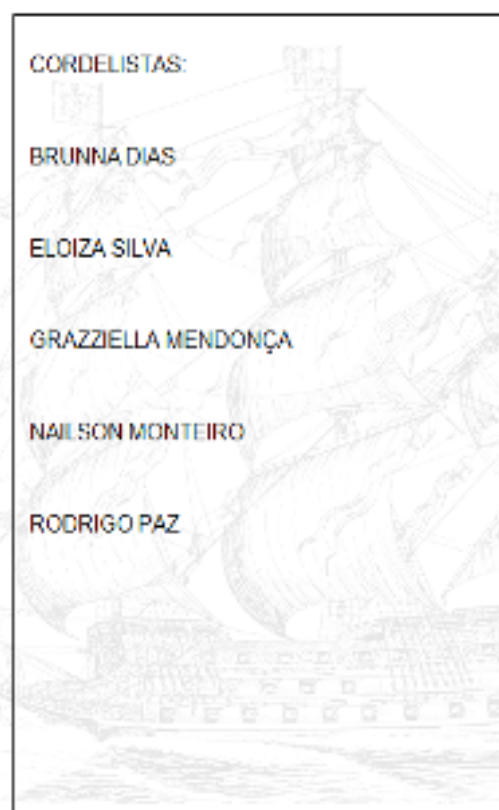 CORDELISTAS:
BRUNNA DIAS
ELOIZA SILVA
GRAZZIELLA MENDONÇA
NAILSON MONTEIRO
RODRIGO PAZ